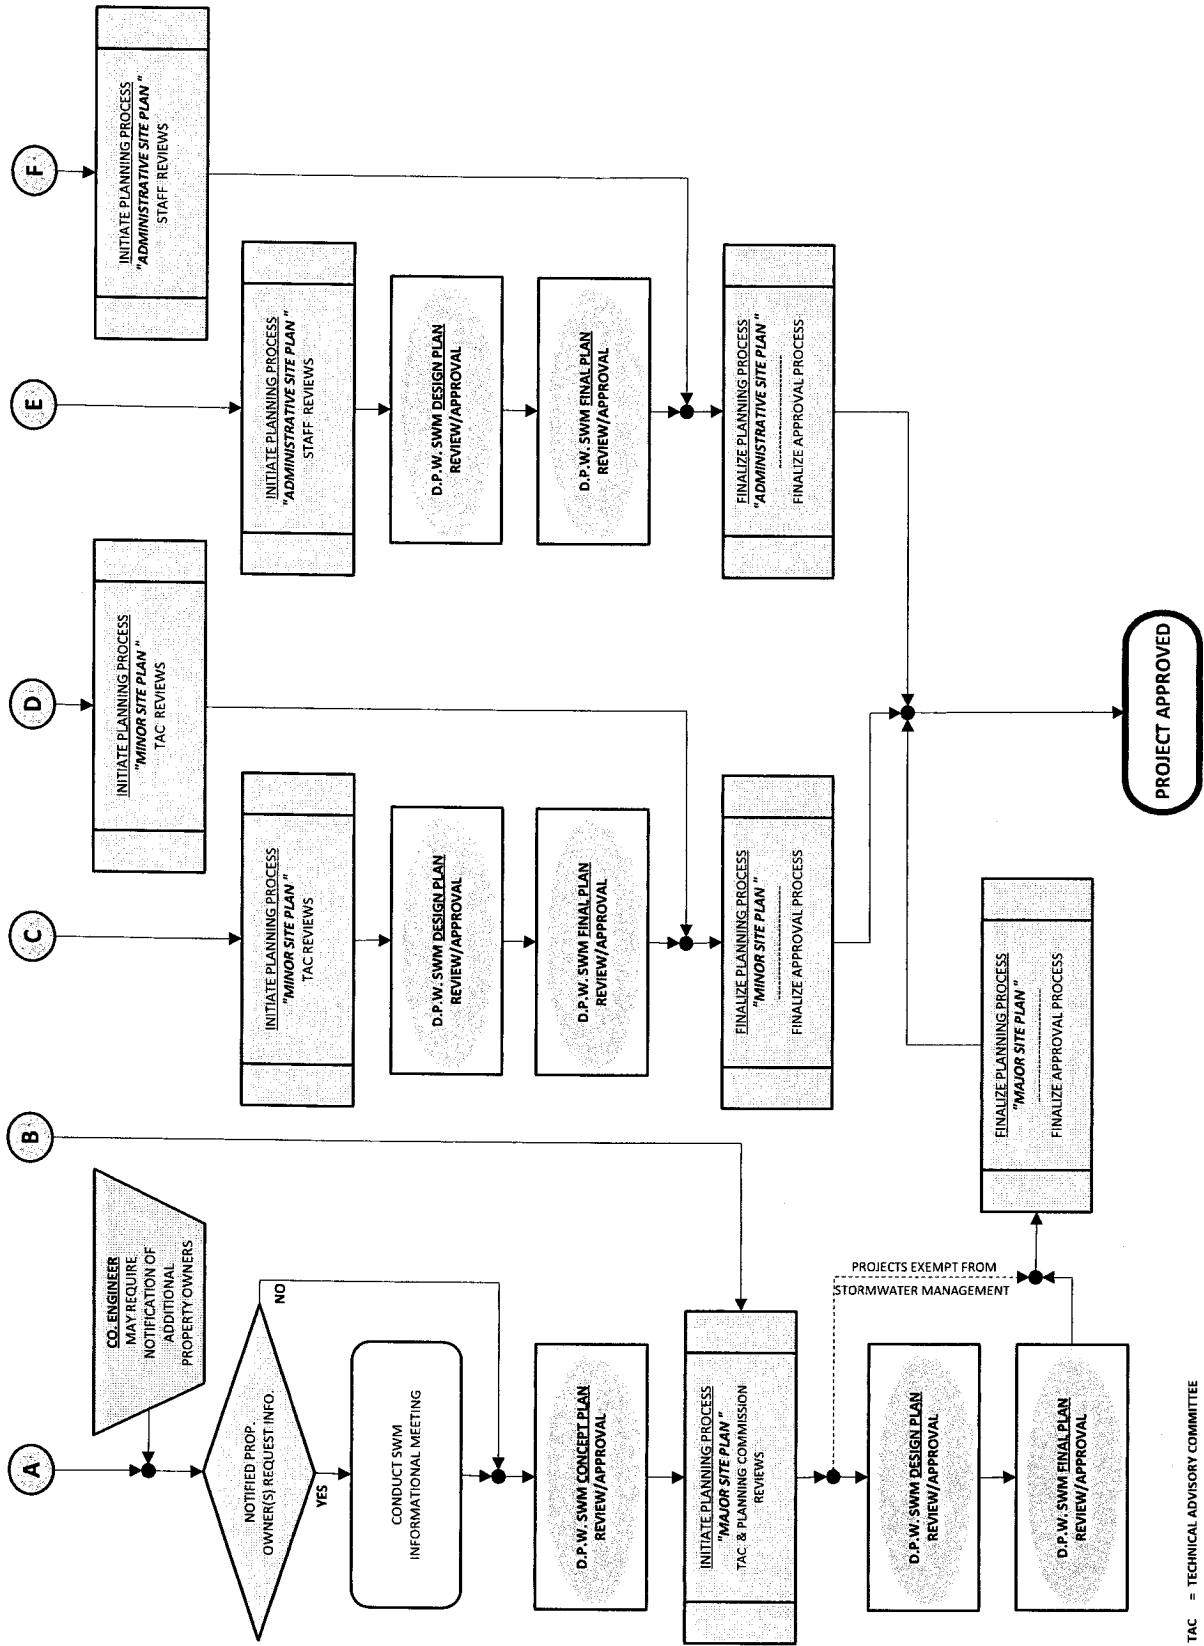 A
B
C
D
E
F
CO. ENGINEER
MAY REQUIRE
NOTIFICATION OF
ADDITIONAL
PROPERTY OWNERS
NOTIFIED PROP.
OWNER(S) REQUEST INFO.
NO
YES
CONDUCT SWM
INFORMATIONAL MEETING
D.P.W. SWM CONCEPT PLAN
REVIEW/APPROVAL
INITIATE PLANNING PROCESS
"MAJOR SITE PLAN"
TAC & PLANNING COMMISSION
REVIEWS
PROJECTS EXEMPT FROM
STORMWATER MANAGEMENT
D.P.W. SWM DESIGN PLAN
REVIEW/APPROVAL
D.P.W. SWM FINAL PLAN
REVIEW/APPROVAL
FINALIZE PLANNING PROCESS
"MAJOR SITE PLAN"
FINALIZE APPROVAL PROCESS
INITIATE PLANNING PROCESS
"MINOR SITE PLAN"
TAC REVIEWS
D.P.W. SWM DESIGN PLAN
REVIEW/APPROVAL
D.P.W. SWM FINAL PLAN
REVIEW/APPROVAL
FINALIZE PLANNING PROCESS
"MINOR SITE PLAN"
FINALIZE APPROVAL PROCESS
INITIATE PLANNING PROCESS
"MINOR SITE PLAN"
TAC REVIEWS
INITIATE PLANNING PROCESS
"ADMINISTRATIVE SITE PLAN"
STAFF REVIEWS
D.P.W. SWM DESIGN PLAN
REVIEW/APPROVAL
D.P.W. SWM FINAL PLAN
REVIEW/APPROVAL
FINALIZE PLANNING PROCESS
"ADMINISTRATIVE SITE PLAN"
FINALIZE APPROVAL PROCESS
INITIATE PLANNING PROCESS
"ADMINISTRATIVE SITE PLAN"
STAFF REVIEWS
PROJECT APPROVED
TAC = TECHNICAL ADVISORY COMMITTEE